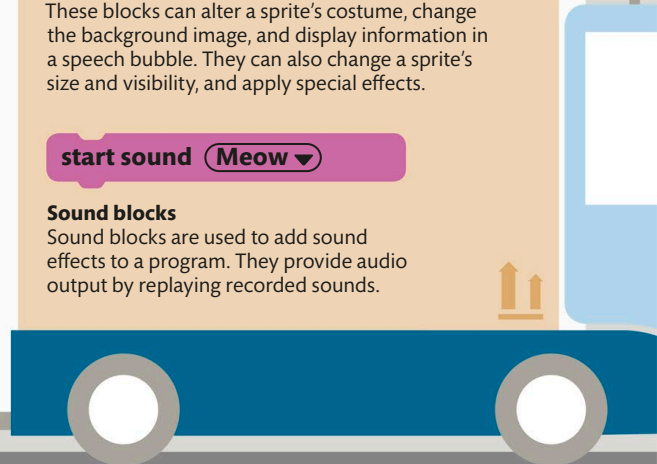 These blocks can alter a sprite’s costume, change
the background image, and display information in
a speech bubble. They can also change a sprite’s
size and visibility, and apply special effects.
start sound Meow
Sound blocks
Sound blocks are used to add sound
effects to a program. They provide audio
output by replaying recorded sounds.